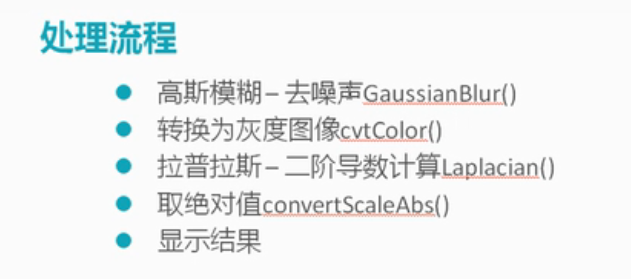 处理流程
高斯模糊 – 去噪声GaussianBlur()
转换为灰度图像cvtColor()
拉普拉斯 – 二阶导数计算Laplacian()
取绝对值convertScaleAbs()
显示结果